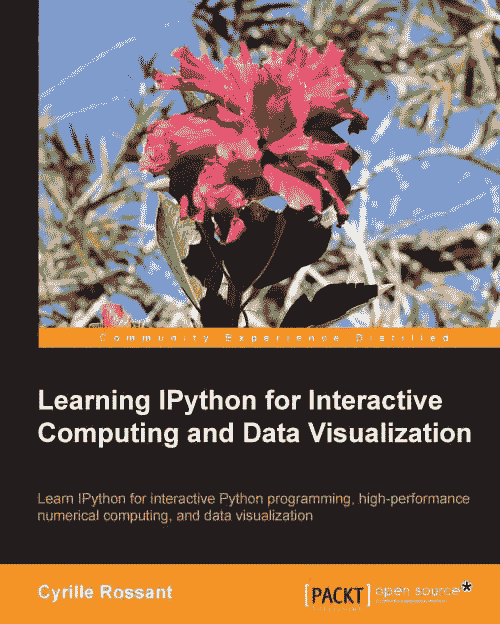 Community Experience Distilled
Learning IPython for Interactive
Computing and Data Visualization
Learn IPython for interactive Python programming, high-performance
numerical computing, and data visualization
Cyrille Rossant
[PACKT] open source*